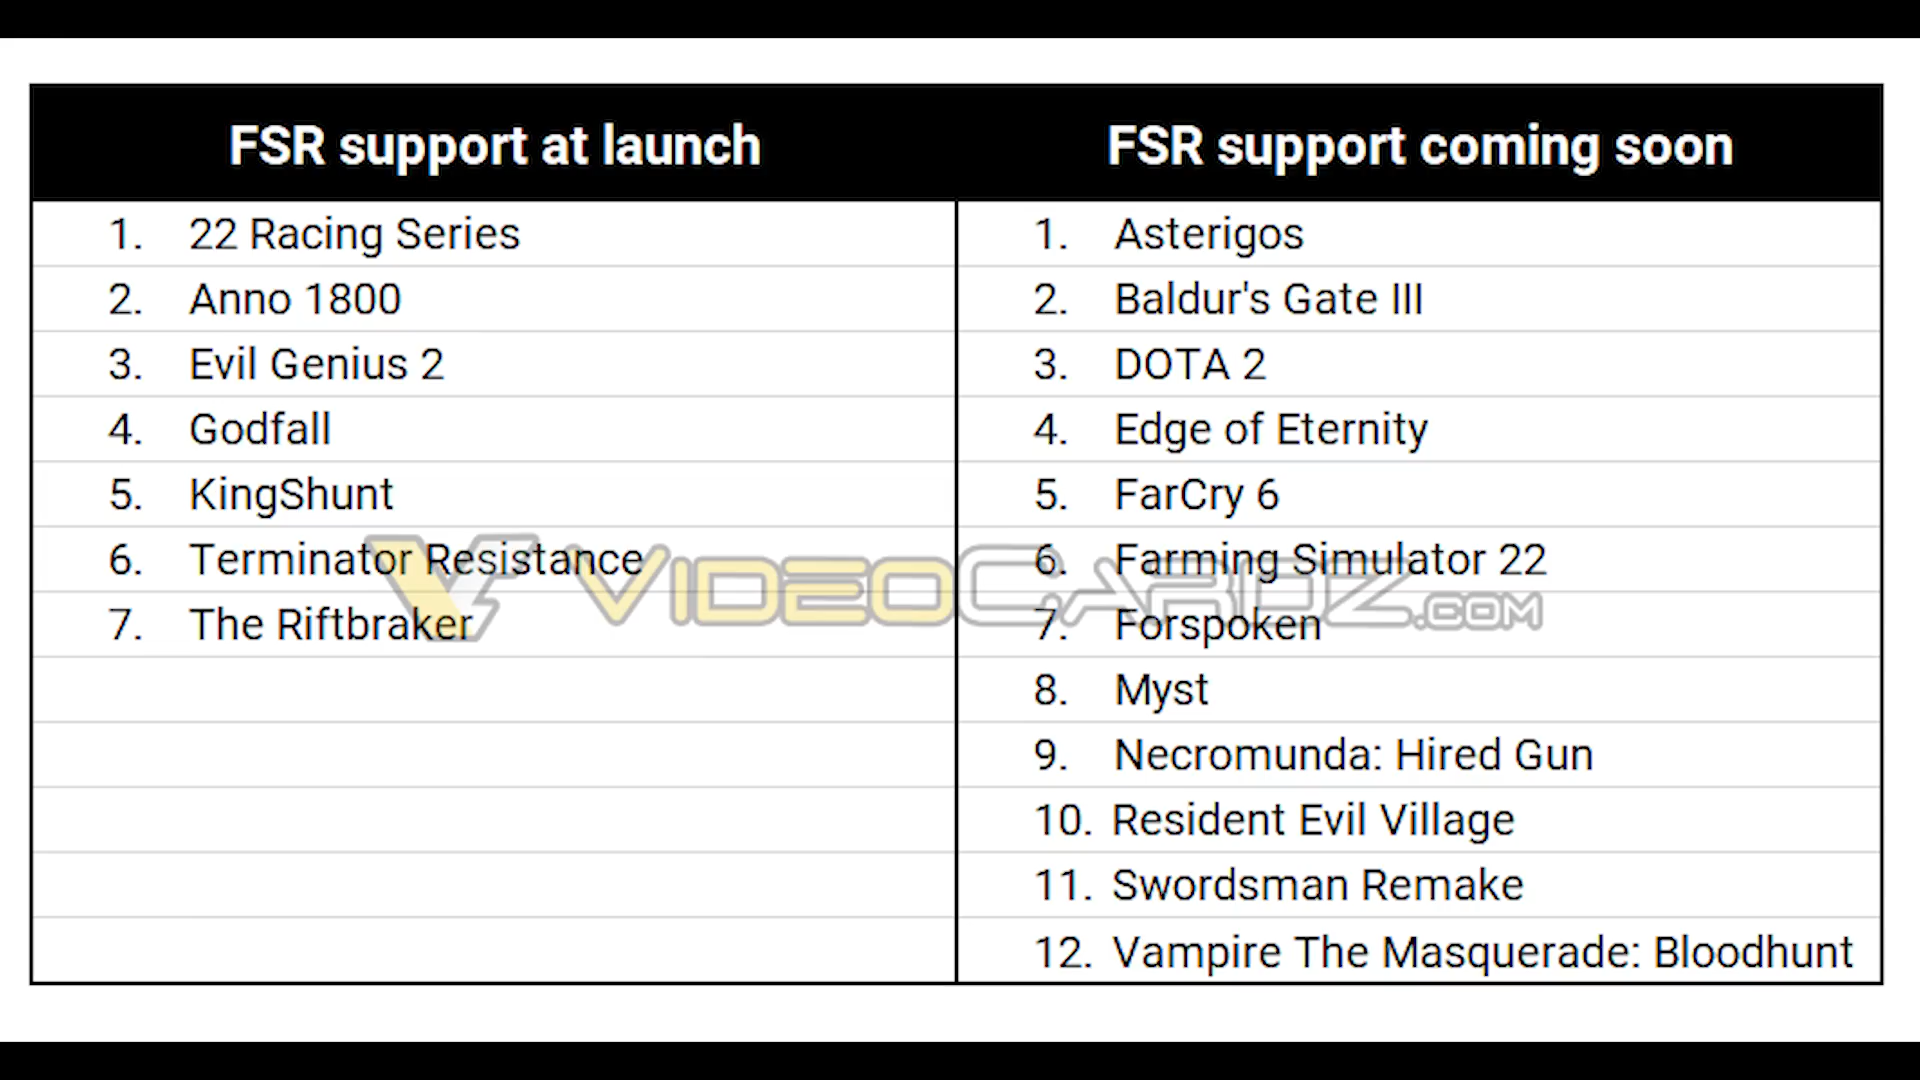 FSR support at launch
FSR support coming soon
1. 22 Racing Series
1. Asterigos
2. Anno 1800
2. Baldur's Gate III
3. Evil Genius 2
3. DOTA 2
4. Godfall
4. Edge of Eternity
5. KingShunt
5. FarCry 6
6. Terminator Resistance
6. Farming Simulator 22
VIDEOCARDZ.COM
7. The Riftbraker
7. Forspoken
8. Myst
9. Necromunda: Hired Gun
10. Resident Evil Village
11. Swordsman Remake
12. Vampire The Masquerade: Bloodhunt